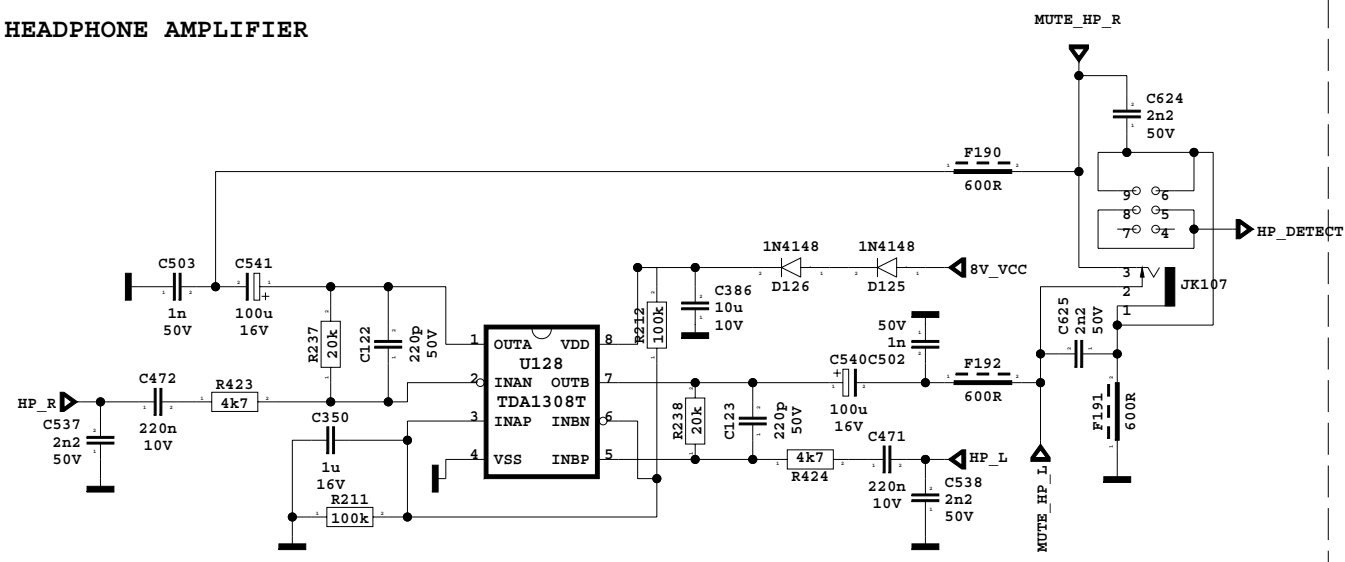 HEADPHONE AMPLIFIER
MUTE_HP_R
C624
2n2
50V
F190
600R
9 6
8 5
7 4
HP_DETECT
3
2
1
JK107
C503
1n
50V
C541
+
100u
16V
1N4148
D126
1N4148
D125
8V_VCC
C386
10u
10V
R212
100k
R237
20k
C122
220p
50V
1 OUTA VDD 8
U128
2 INAN OUTB 7
TDA1308T
3 INAP INBN 6
4 VSS INBP 5
50V
1n
C540C502
+
100u
16V
F192
600R
C625
2n2
50V
F191
600R
HP_R
C537
2n2
50V
C472
220n
10V
R423
4k7
C350
1u
16V
R211
100k
R238
20k
C123
220p
50V
4k7
R424
C471
220n
10V
HP_L
C538
2n2
50V
MUTE_HP_L